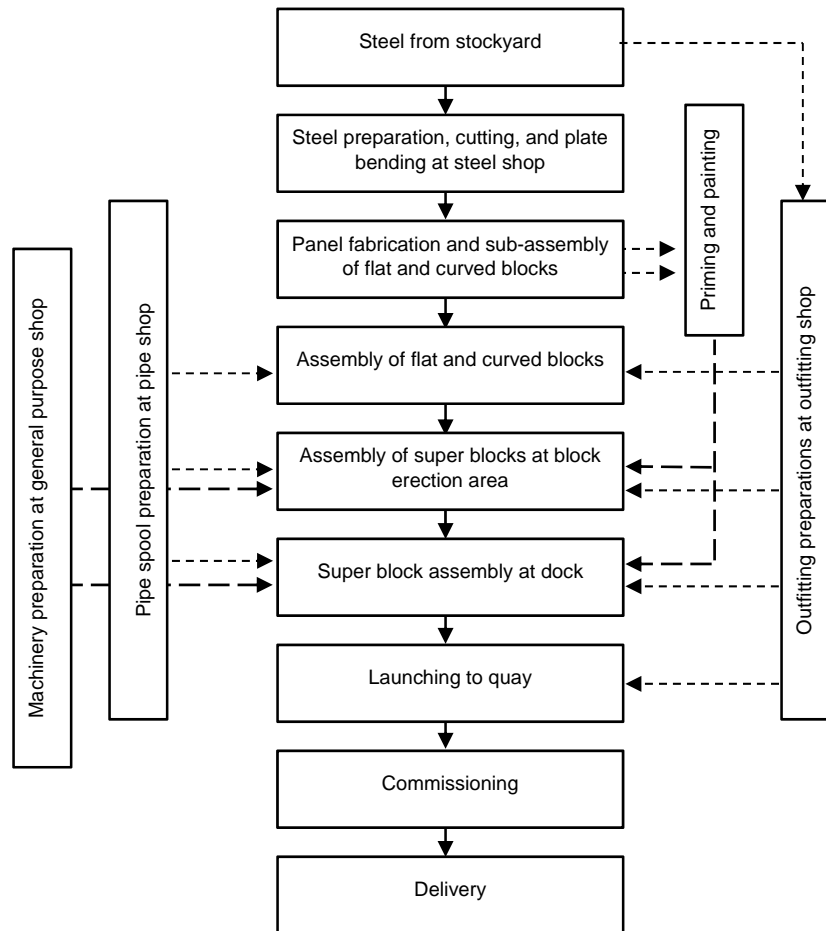 Steel from stockyard
Steel preparation, cutting, and plate
bending at steel shop
Panel fabrication and sub-assembly
of flat and curved blocks
Assembly of flat and curved blocks
Assembly of super blocks at block
erection area
Super block assembly at dock
Launching to quay
Commissioning
Delivery
Machinery preparation at general purpose shop
Pipe spool preparation at pipe shop
Priming and painting
Outfitting preparations at outfitting shop